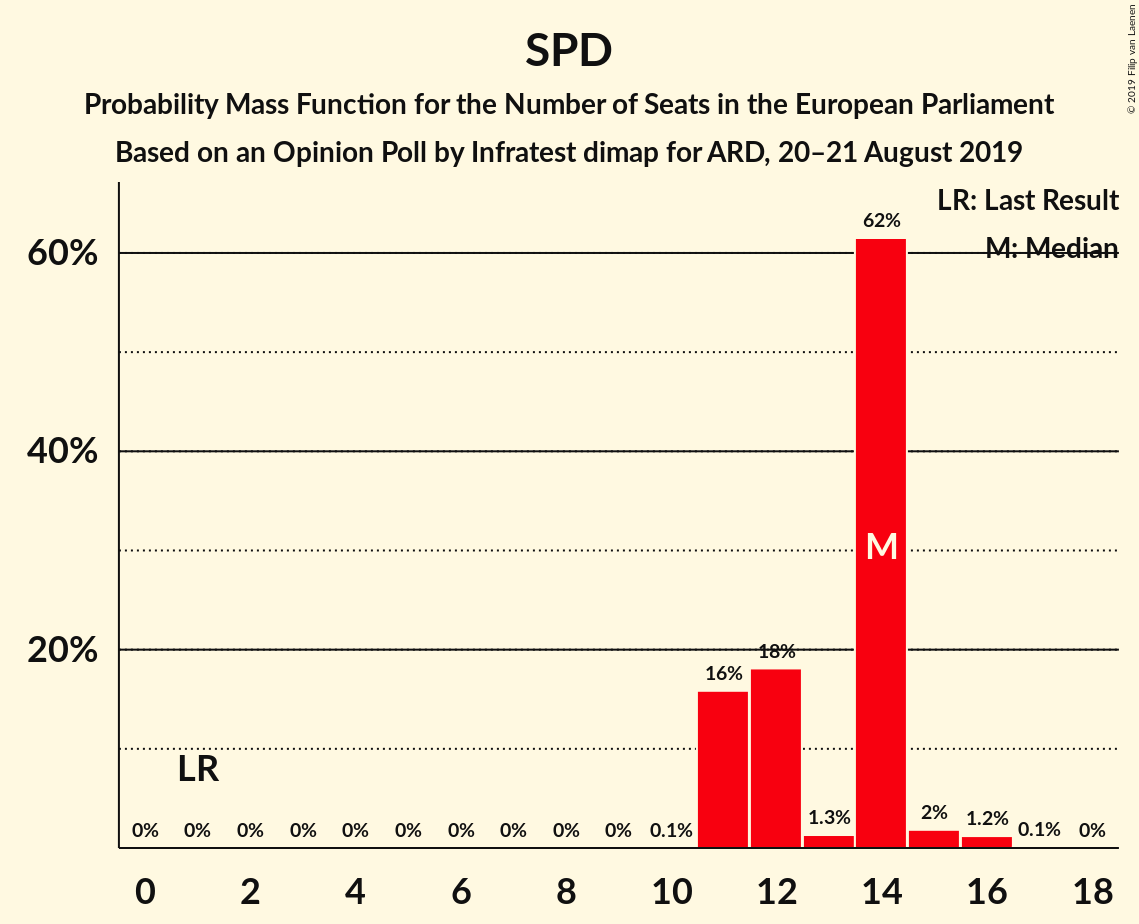 SPD
Probability Mass Function for the Number of Seats in the European Parliament
Based on an Opinion Poll by Infratest dimap for ARD, 20–21 August 2019
© 2019 Filip van Laenen
LR: Last Result
M: Median
60%
40%
20%
62%
M
18%
16%
LR
0% 0% 0% 0% 0% 0% 0% 0% 0% 0% 0.1% 1.3% 2% 1.2% 0.1% 0%
0 2 4 6 8 10 12 14 16 18